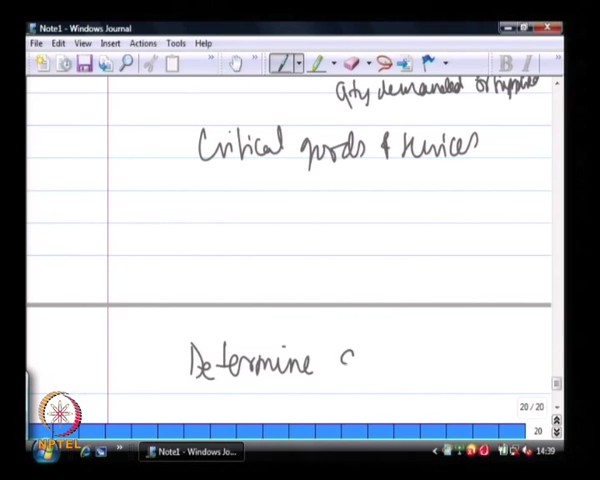 Note1 - Windows Journal
File Edit View Insert Actions Tools Help
B I
Qty demanded or
Critical goods & services
Determine c
20 / 20
20
NPTEL
Note1 - Windows Jo...
14:39